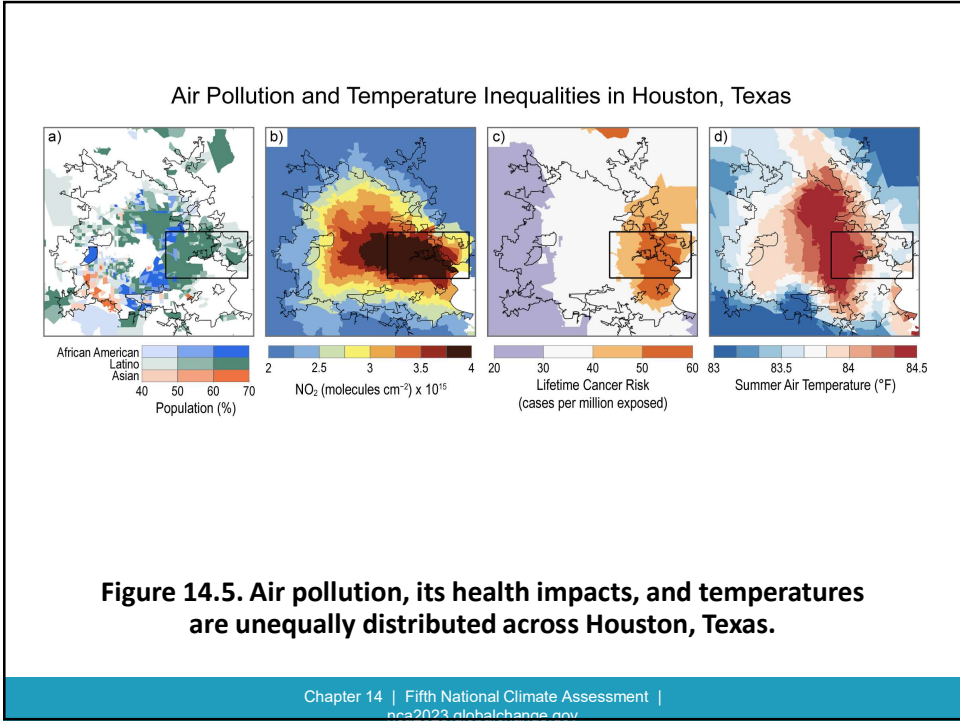 Air Pollution and Temperature Inequalities in Houston, Texas
a)
b)
c)
d)
African American
Latino
Asian
40 50 60 70
Population (%)
2 2.5 3 3.5 4
NO₂ (molecules cm⁻²) x 10¹⁵
20 30 40 50 60
Lifetime Cancer Risk
(cases per million exposed)
83 83.5 84 84.5
Summer Air Temperature (°F)
Figure 14.5. Air pollution, its health impacts, and temperatures
are unequally distributed across Houston, Texas.
Chapter 14 | Fifth National Climate Assessment |
nca2023.globalchange.gov